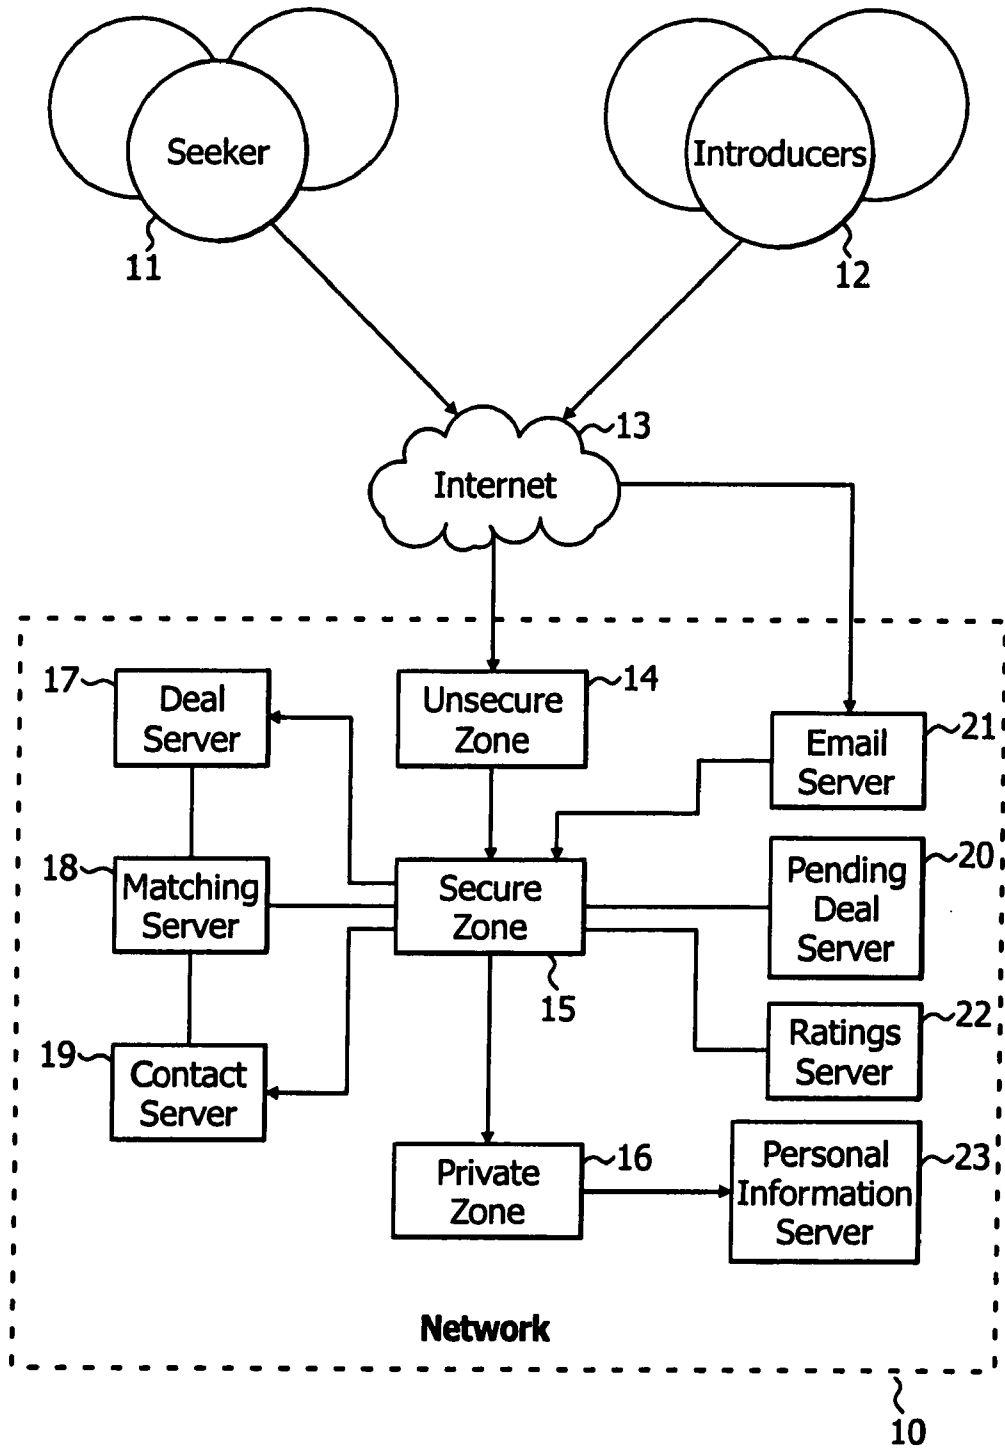 Seeker
Introducers
11
12
13
Internet
17
Deal
Server
Unsecure
Zone
14
Email
Server
21
18
Matching
Server
Secure
Zone
15
Pending
Deal
Server
20
19
Contact
Server
Ratings
Server
22
Private
Zone
16
Personal
Information
Server
23
Network
10